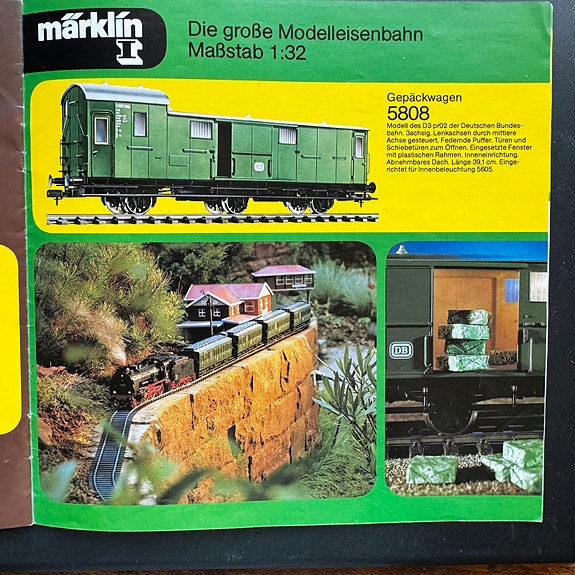 märklin
I
Die große Modelleisenbahn
Maßstab 1:32
Gepäckwagen
5808
Modell des D3 pr02 der Deutschen Bundes-
bahn. 3achsig. Lenkachsen durch mittlere
Achse gesteuert. Federnde Puffer. Türen und
Schiebetüren zum Öffnen. Eingesetzte Fenster
mit plastischen Rahmen. Inneneinrichtung.
Abnehmbares Dach. Länge 39,1 cm. Einge-
richtet für Innenbeleuchtung 5605.
DB
DB